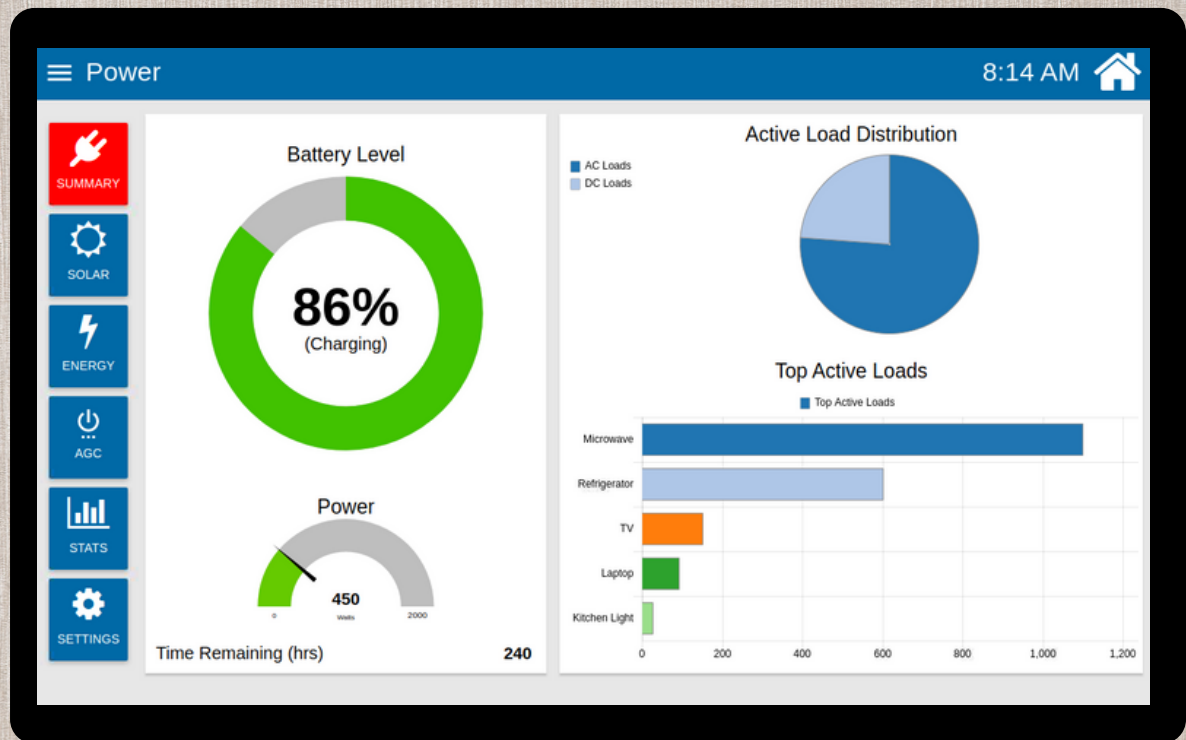 Power
8:14 AM
SUMMARY
SOLAR
ENERGY
AGC
STATS
SETTINGS
Battery Level
86%
(Charging)
Power
450
Watts
0
2000
Time Remaining (hrs) 240
Active Load Distribution
AC Loads
DC Loads
Top Active Loads
Top Active Loads
Microwave
Refrigerator
TV
Laptop
Kitchen Light
0 200 400 600 800 1,000 1,200